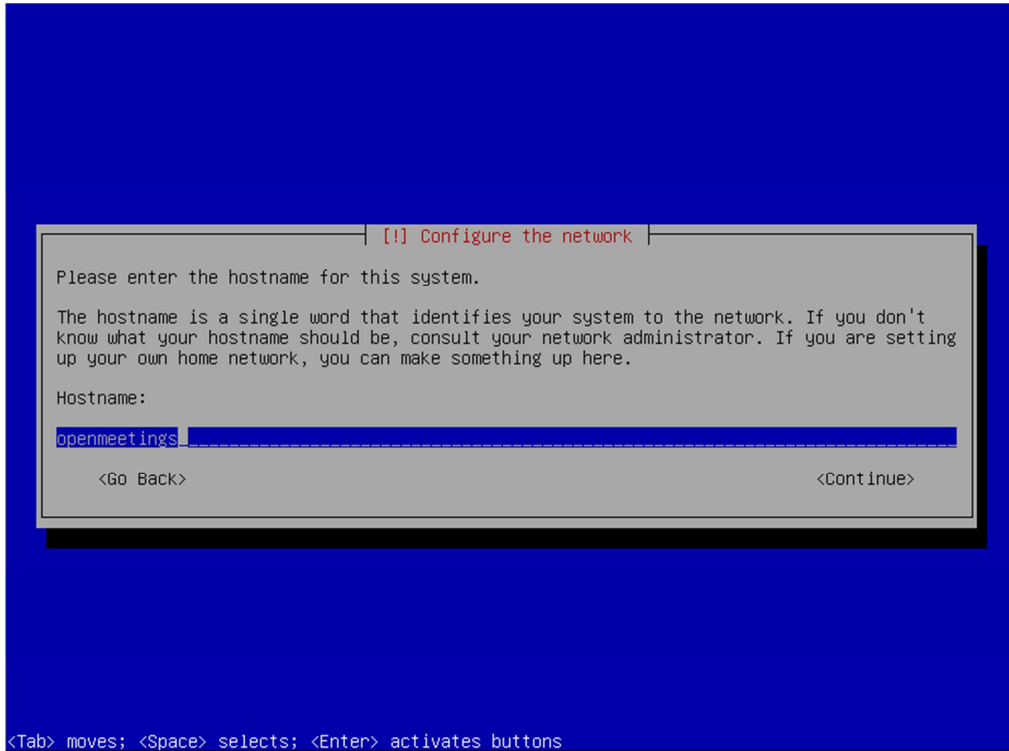 [!] Configure the network
Please enter the hostname for this system.
The hostname is a single word that identifies your system to the network. If you don't
know what your hostname should be, consult your network administrator. If you are setting
up your own home network, you can make something up here.
Hostname:
openmeetings
<Go Back> <Continue>
<Tab> moves; <Space> selects; <Enter> activates buttons